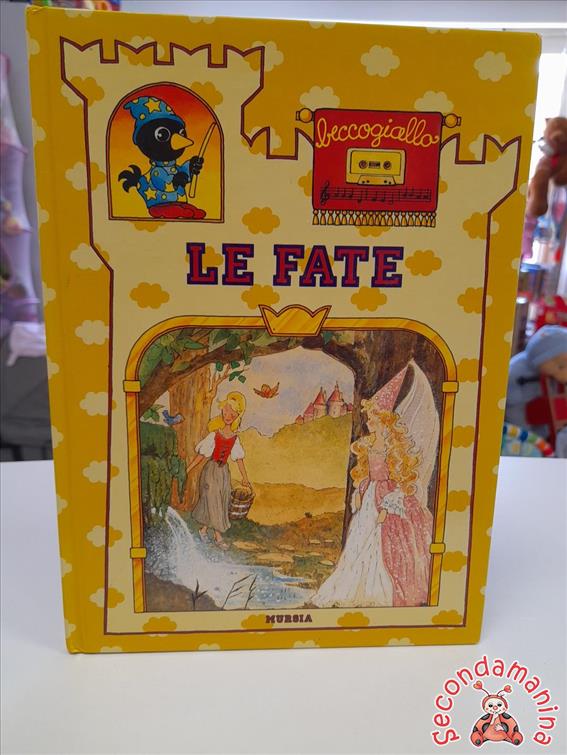 beccogiallo
LE FATE
MURSIA
Secondamanina